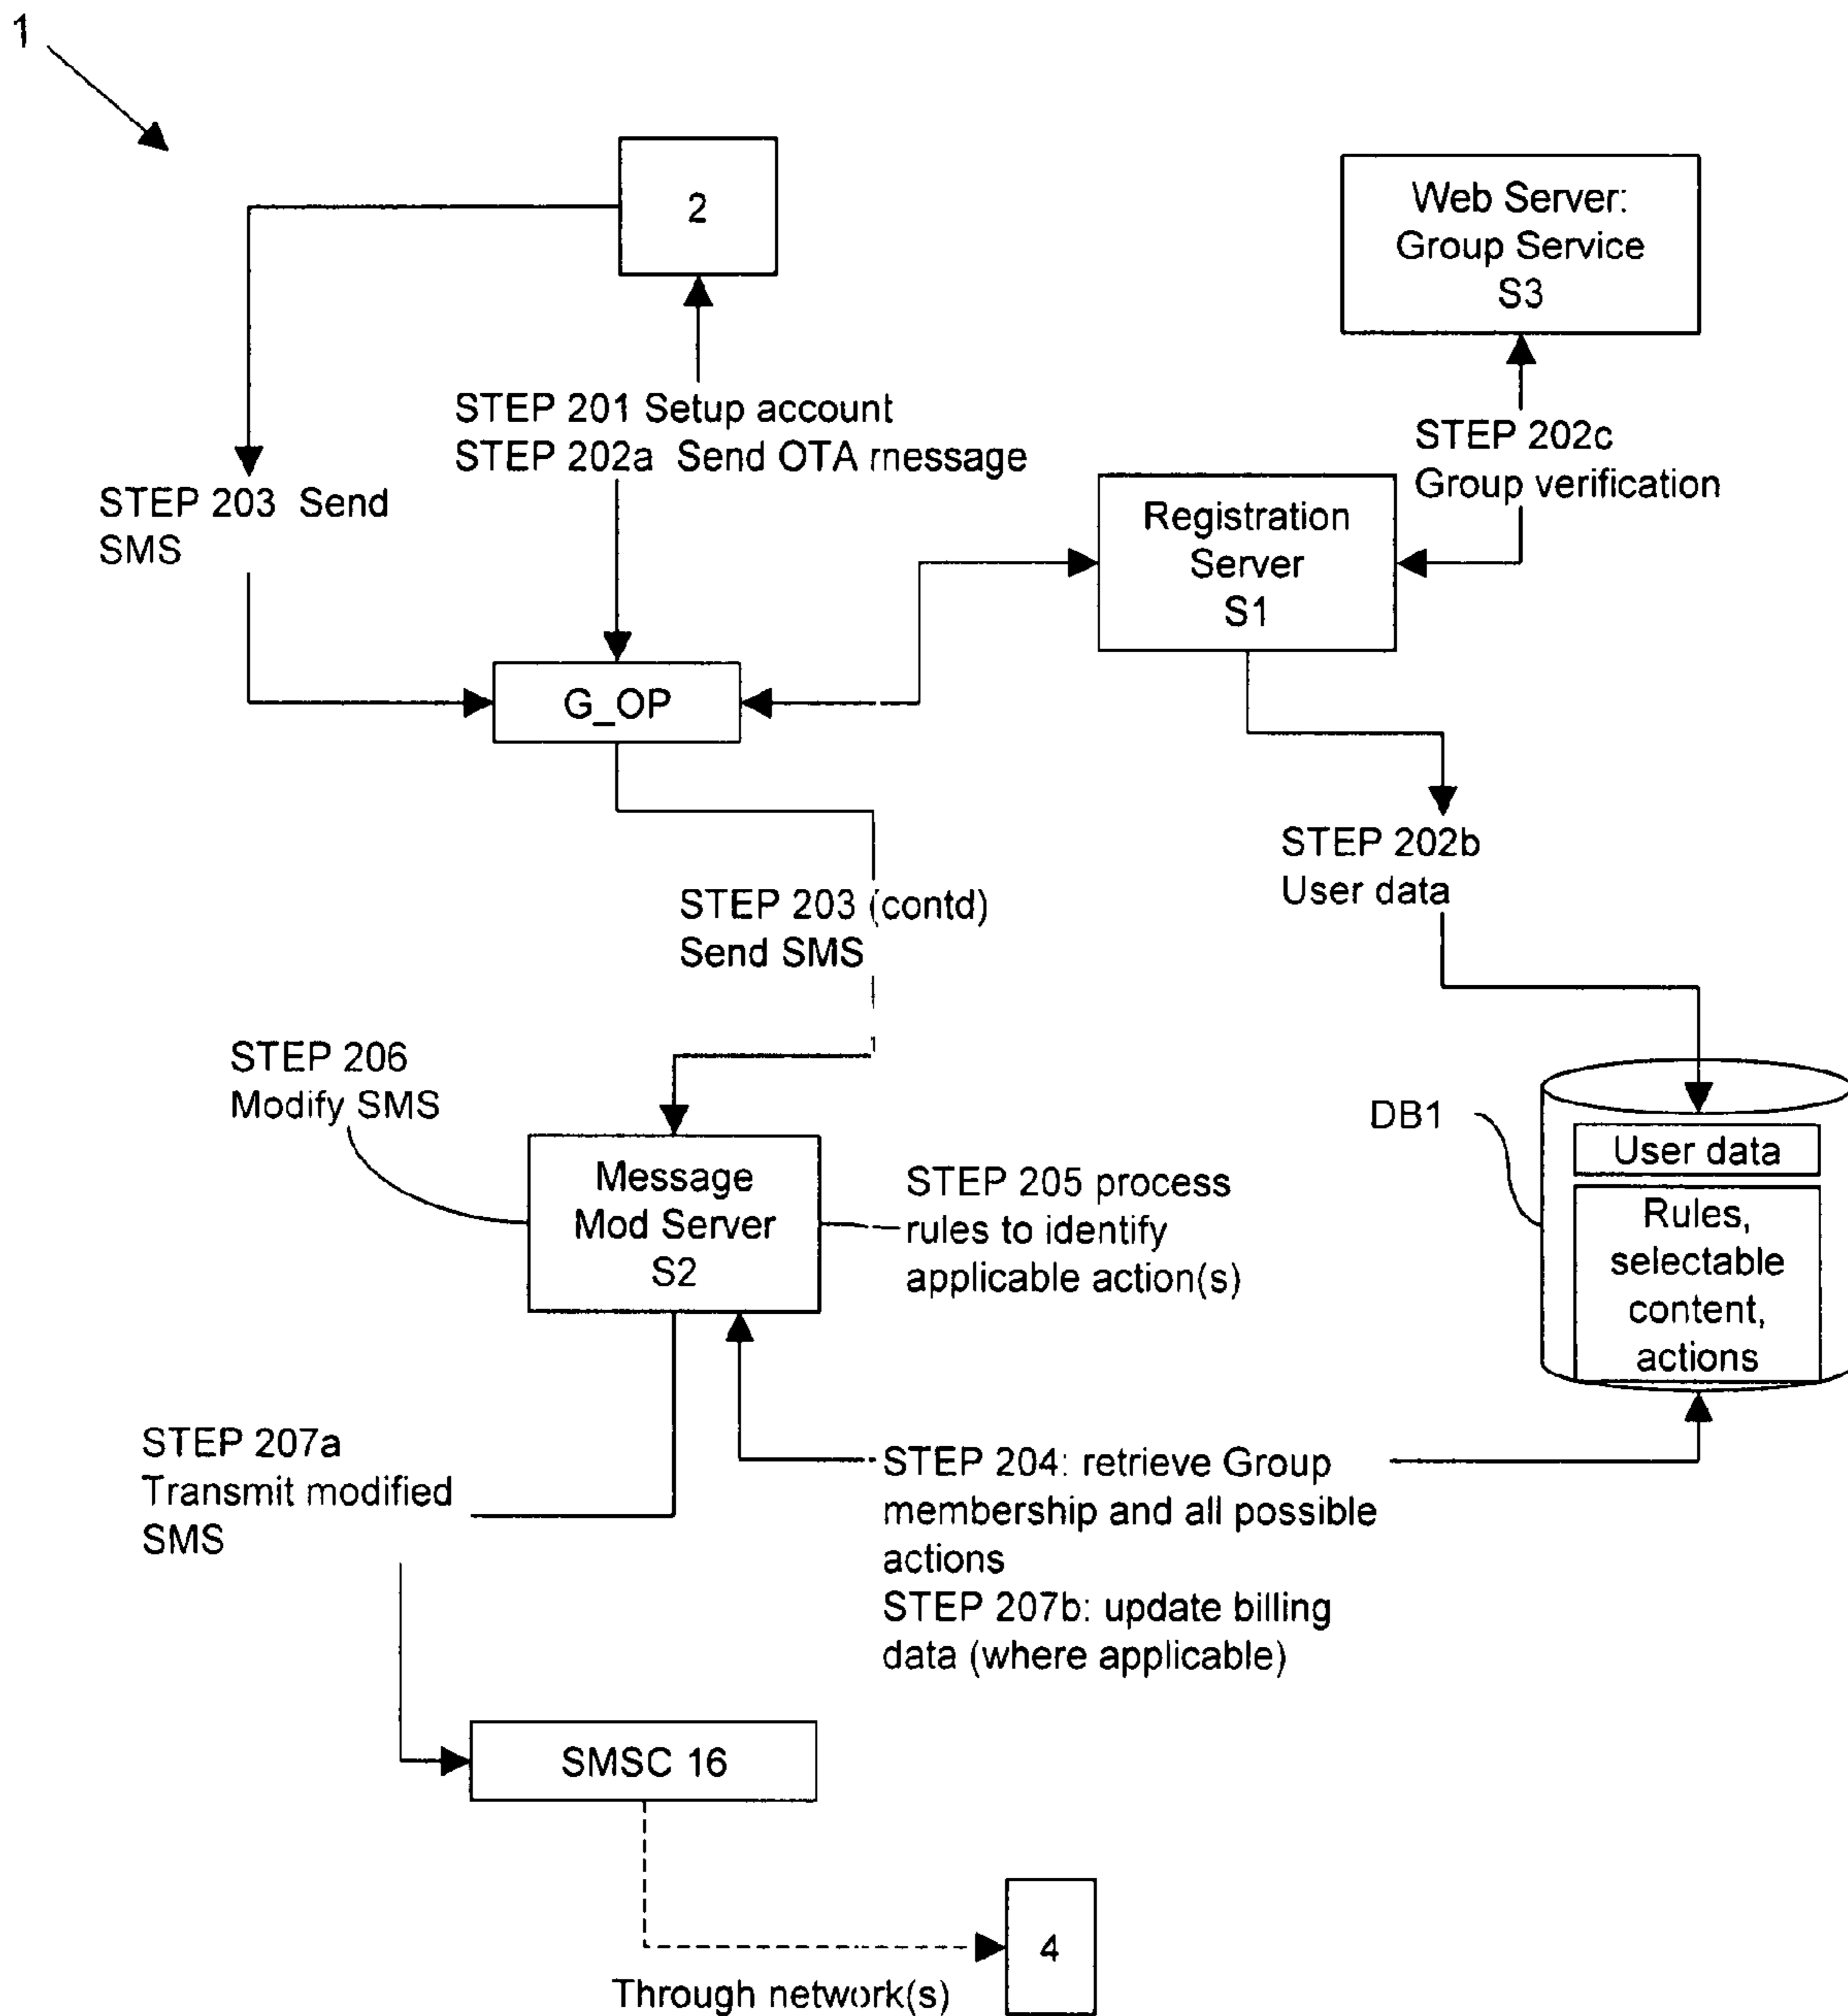 1
2
Web Server:
Group Service
S3
STEP 201 Setup account
STEP 202a Send OTA message
STEP 202c
Group verification
STEP 203 Send
SMS
Registration
Server
S1
G_OP
STEP 202b
User data
STEP 203 (contd)
Send SMS
STEP 206
Modify SMS
DB1
User data
Rules,
selectable
content,
actions
Message
Mod Server
S2
STEP 205 process
rules to identify
applicable action(s)
STEP 207a
Transmit modified
SMS
STEP 204: retrieve Group
membership and all possible
actions
STEP 207b: update billing
data (where applicable)
SMSC 16
4
Through network(s)